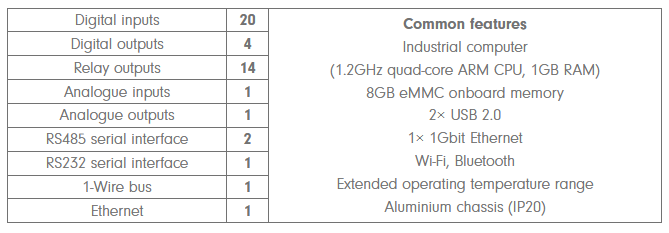 Digital inputs 20
Digital outputs 4
Relay outputs 14
Analogue inputs 1
Analogue outputs 1
RS485 serial interface 2
RS232 serial interface 1
1-Wire bus 1
Ethernet 1
Common features
Industrial computer
(1.2GHz quad-core ARM CPU, 1GB RAM)
8GB eMMC onboard memory
2× USB 2.0
1× 1Gbit Ethernet
Wi-Fi, Bluetooth
Extended operating temperature range
Aluminium chassis (IP20)